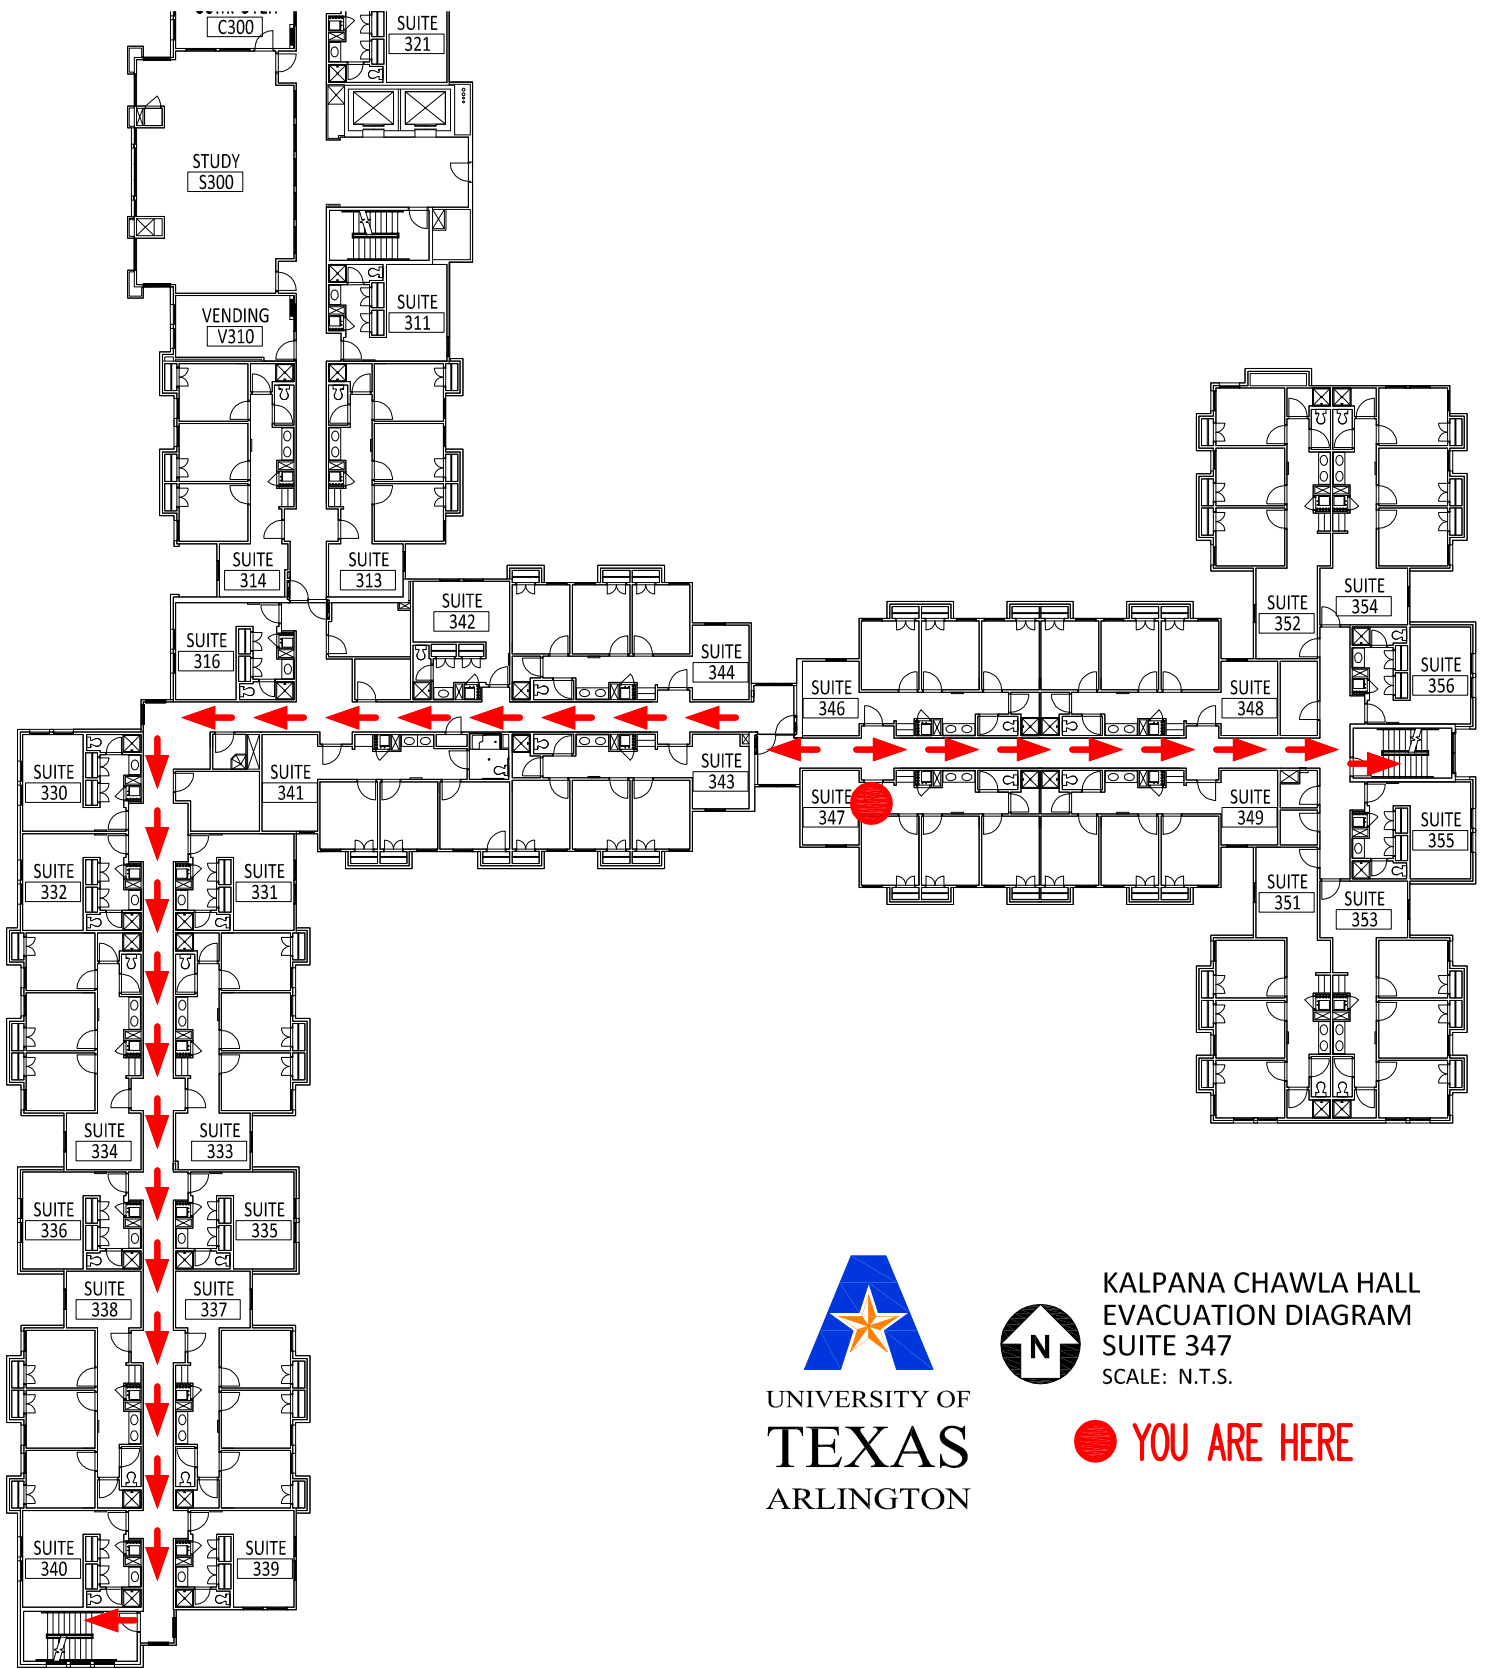 C300
SUITE
321
STUDY
S300
SUITE
311
VENDING
V310
SUITE
314
SUITE
313
SUITE
316
SUITE
342
SUITE
344
SUITE
346
SUITE
348
SUITE
352
SUITE
354
SUITE
356
SUITE
330
SUITE
341
SUITE
343
SUITE
347
SUITE
349
SUITE
355
SUITE
332
SUITE
331
SUITE
351
SUITE
353
SUITE
334
SUITE
333
SUITE
336
SUITE
335
SUITE
338
SUITE
337
SUITE
340
SUITE
339
UNIVERSITY OF
TEXAS
ARLINGTON
N
KALPANA CHAWLA HALL
EVACUATION DIAGRAM
SUITE 347
SCALE: N.T.S.
YOU ARE HERE